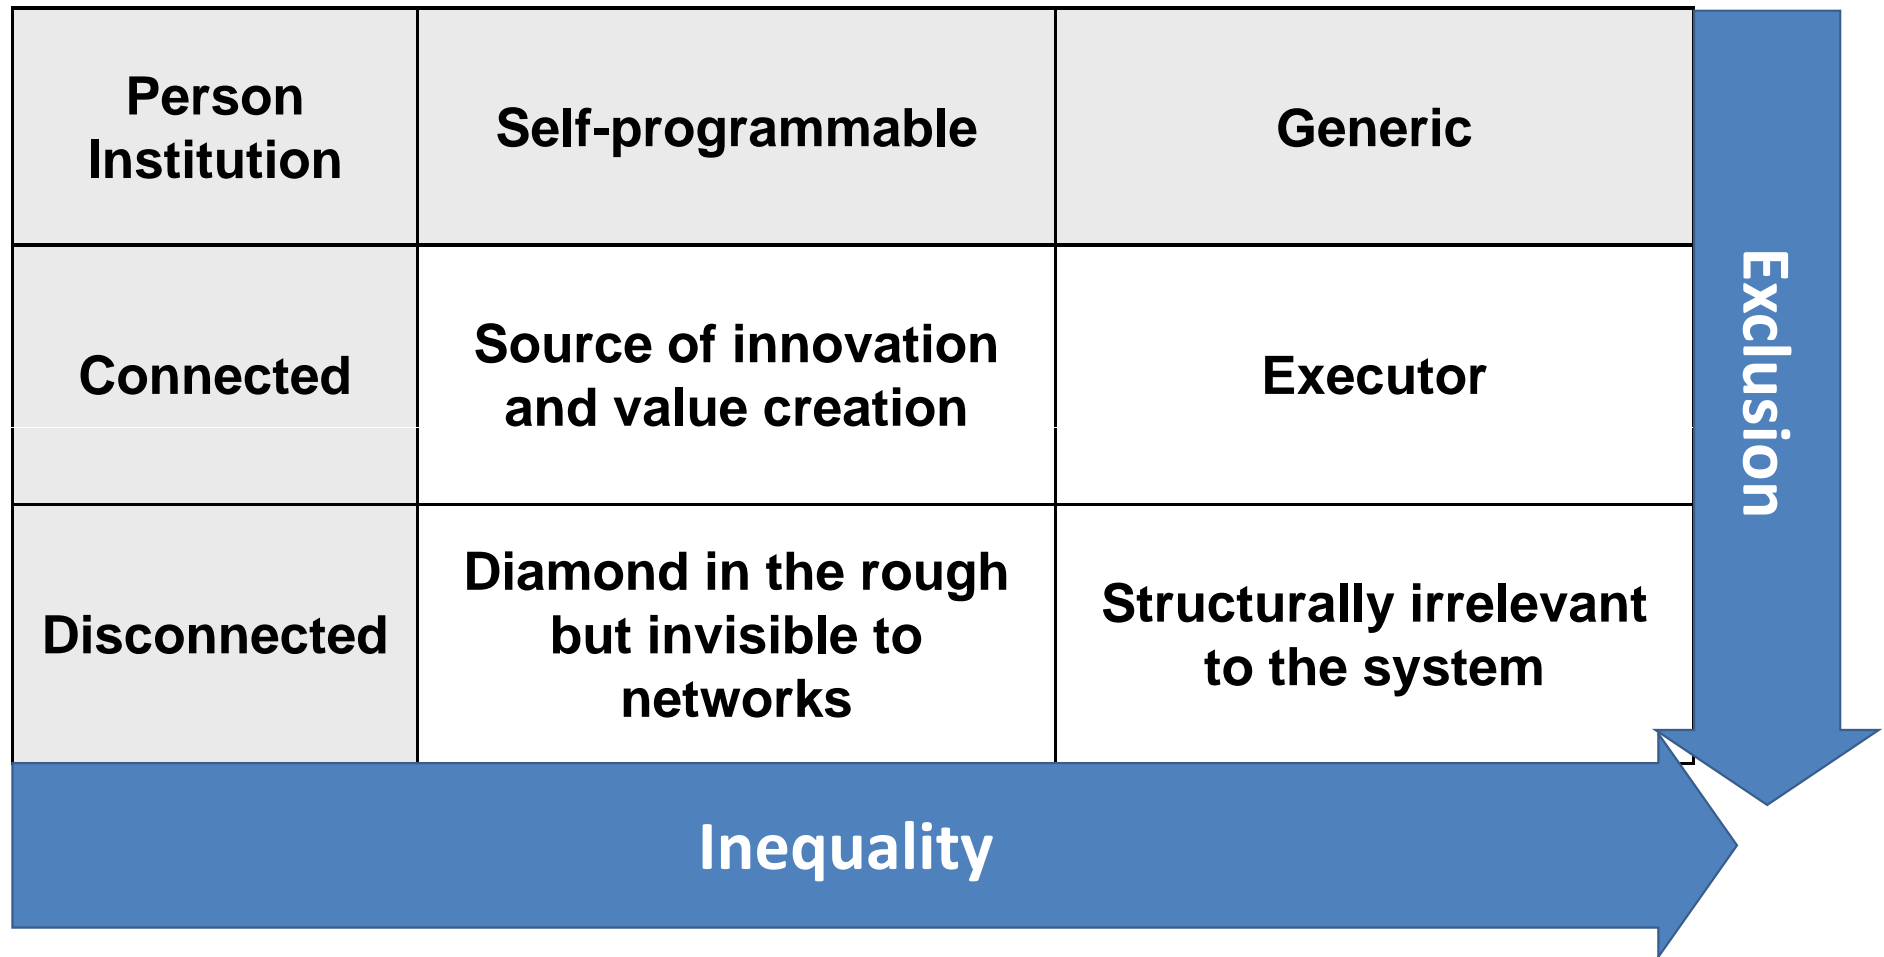 Person
Institution
Self-programmable
Generic
Connected
Source of innovation
and value creation
Executor
Disconnected
Diamond in the rough
but invisible to
networks
Structurally irrelevant
to the system
Exclusion
Inequality